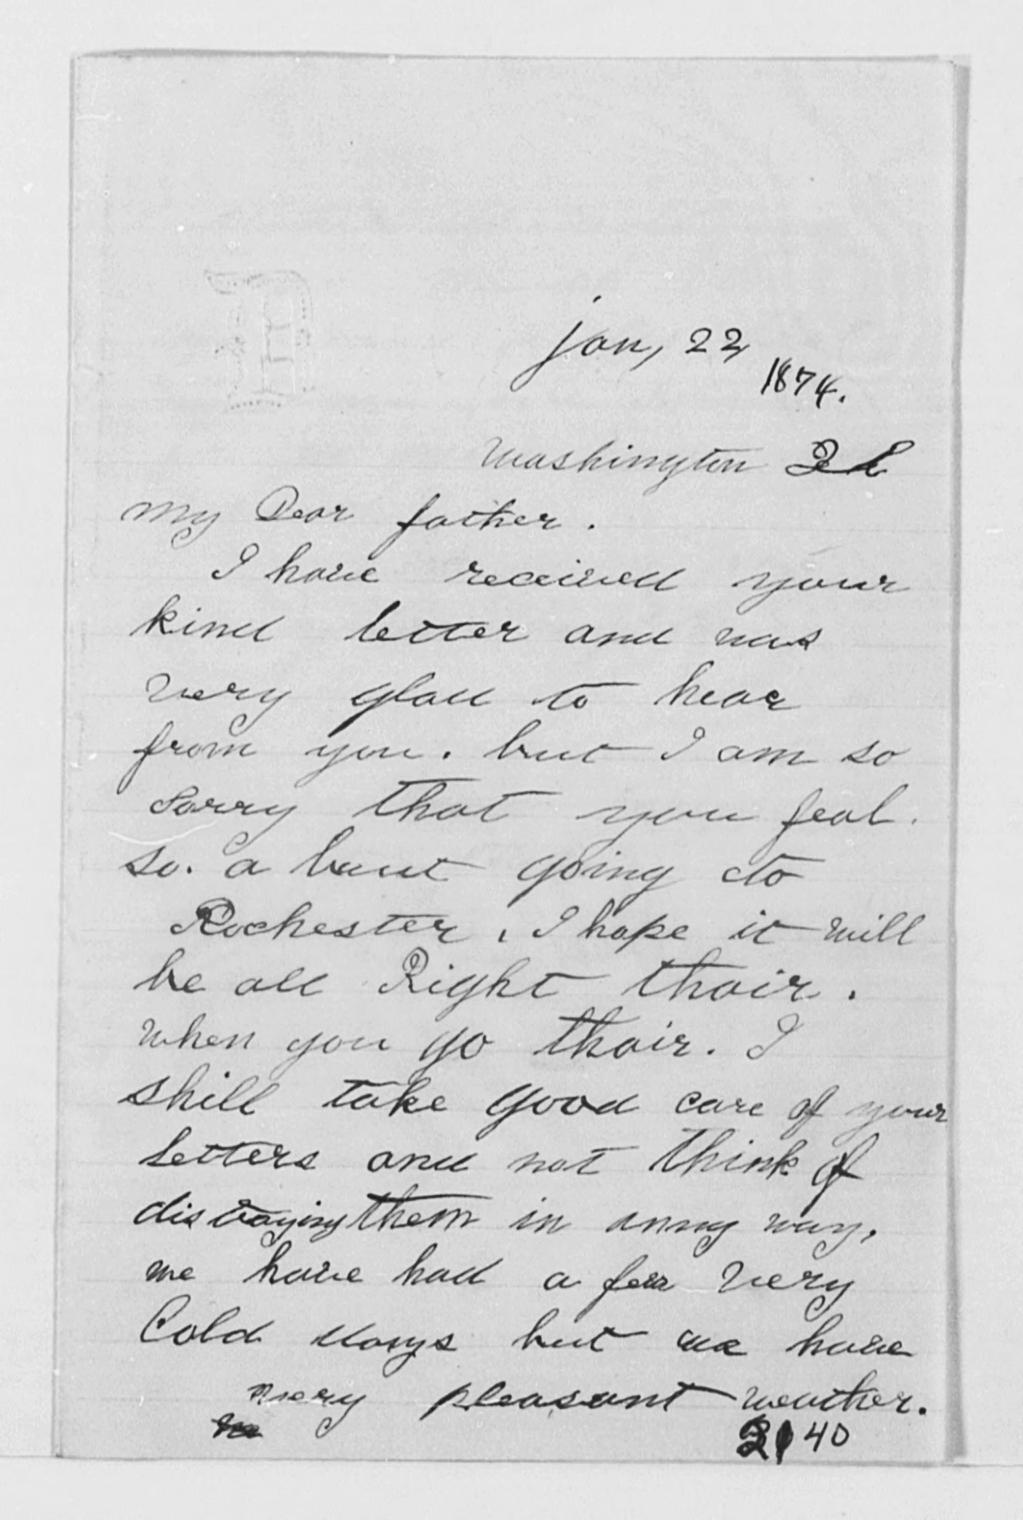 jan, 22
1874.
Washington D C
my Dear father.
I have received your
kind letter and was
very glad to hear
from you. but I am so
sorry that you feal.
so. a bout going to
Rochester, I hope it will
be all Right thair.
when you go thair. I
shill take good care of your
letters and not think of
distroying them in anny way,
we have had a few very
Cold days but we have
very pleasant weather.
40